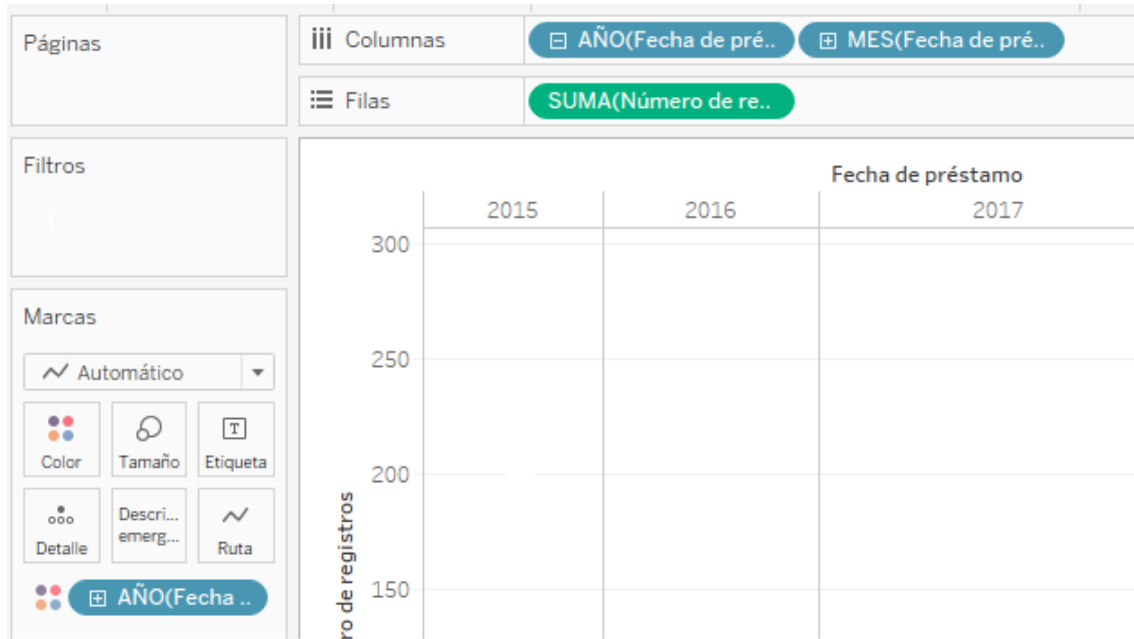 Páginas
Columnas
AÑO(Fecha de pré..
MES(Fecha de pré..
Filas
SUMA(Número de re..
Filtros
Marcas
Automático
Color
Tamaño
T
Etiqueta
Detalle
Descri...
emerg...
Ruta
AÑO(Fecha ..
Fecha de préstamo
2015
2016
2017
300
250
200
150
ro de registros